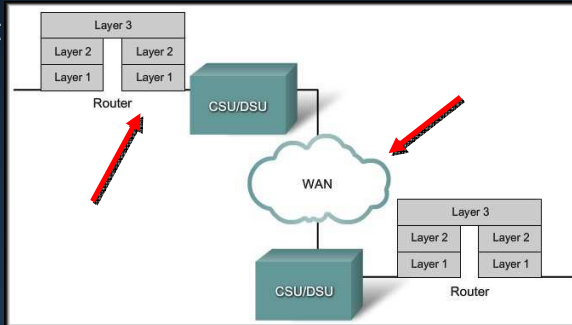 Layer 3
Layer 2 Layer 2
Layer 1 Layer 1
Router
CSU/DSU
WAN
Layer 3
Layer 2 Layer 2
Layer 1 Layer 1
Router
CSU/DSU